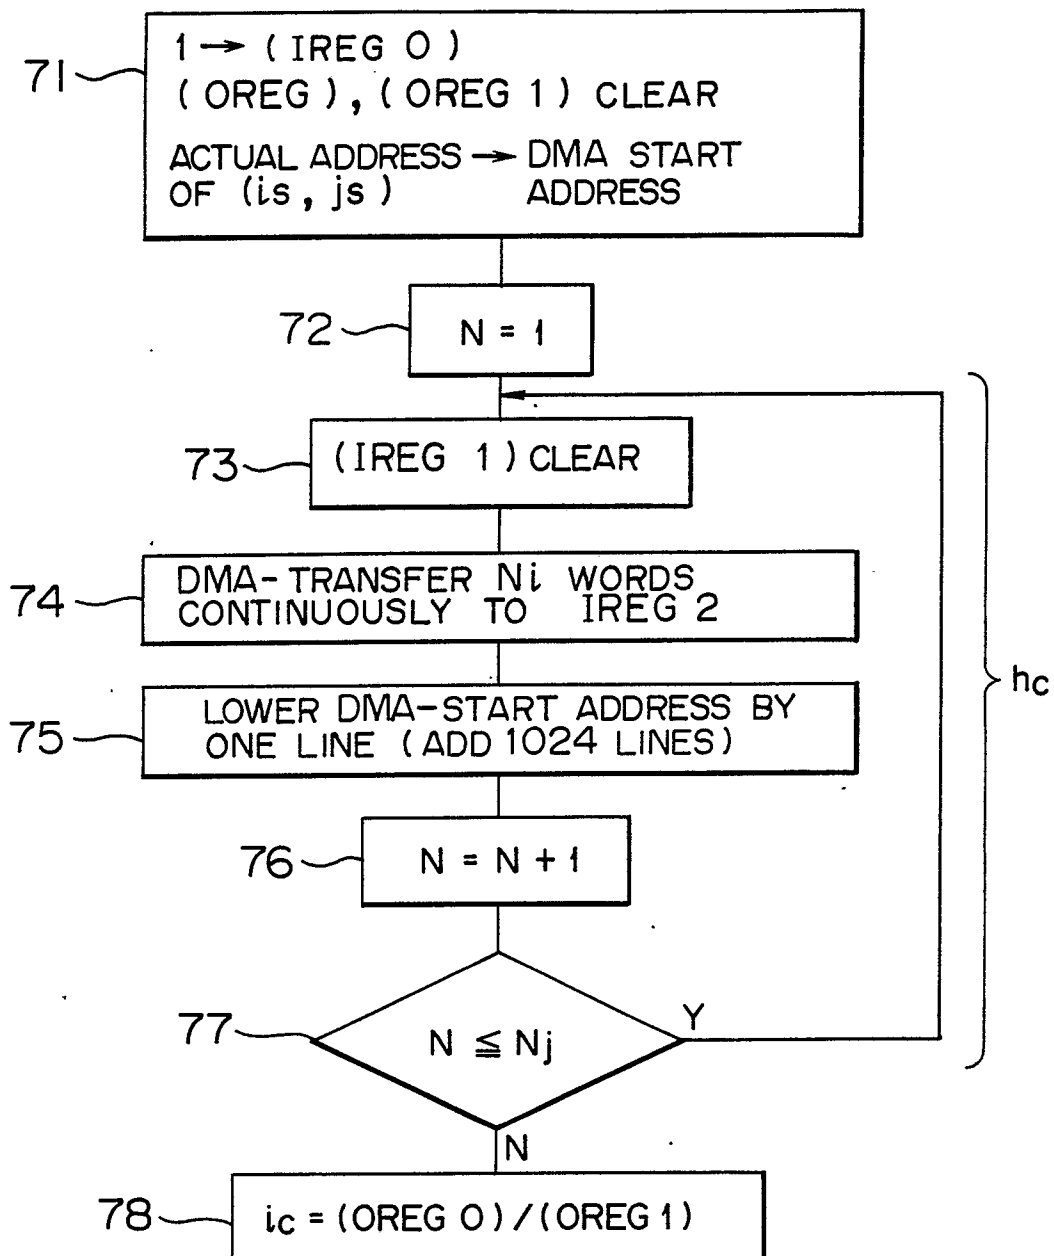 71
1 → (IREG 0)
(OREG), (OREG 1) CLEAR
ACTUAL ADDRESS → DMA START
OF (is, js) ADDRESS
72
N = 1
73
(IREG 1) CLEAR
74
DMA-TRANSFER Ni WORDS
CONTINUOUSLY TO IREG 2
hc
75
LOWER DMA-START ADDRESS BY
ONE LINE (ADD 1024 LINES)
76
N = N + 1
77
N ≦ Nj
Y
N
78
ic = (OREG 0)/(OREG 1)